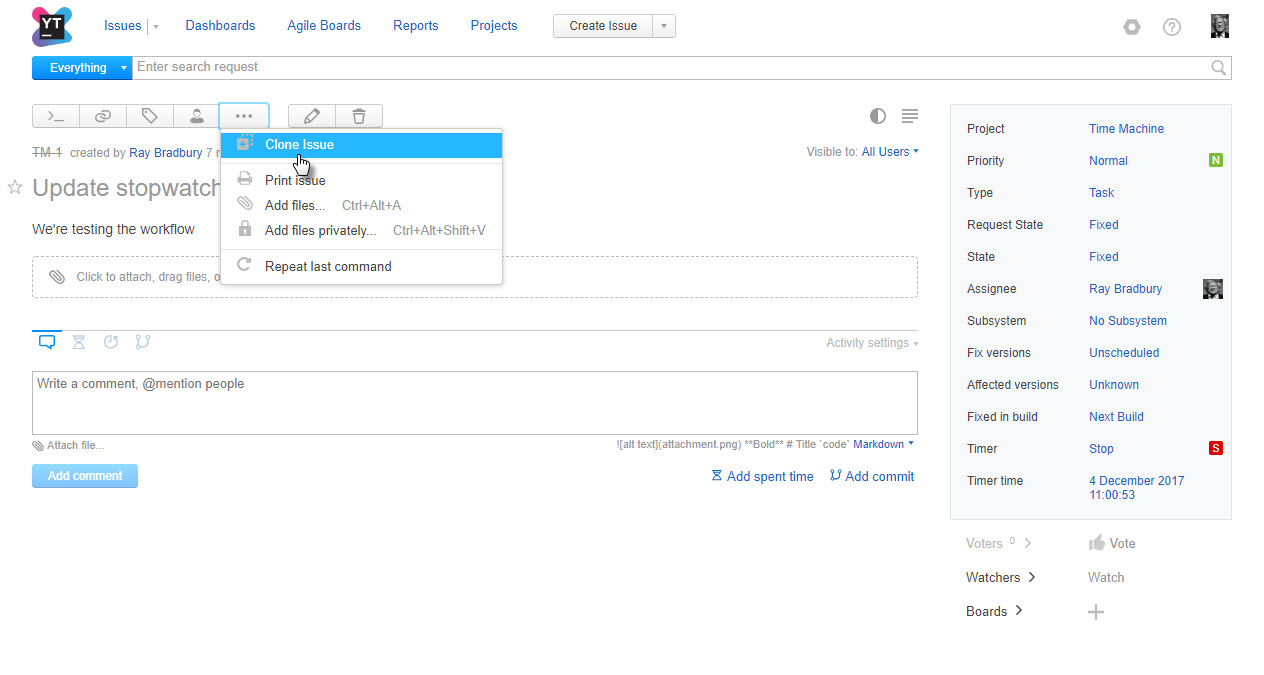 YT
Issues Dashboards Agile Boards Reports Projects Create Issue
Everything Enter search request
TM-1 created by Ray Bradbury 7
Visible to: All Users
Update stopwatch
We're testing the workflow
Click to attach, drag files,
Clone Issue
Print issue
Add files... Ctrl+Alt+A
Add files privately... Ctrl+Alt+Shift+V
Repeat last command
Activity settings
Write a comment, @mention people
Attach file...
![alt text](attachment.png) **Bold** # Title `code` Markdown
Add comment
Add spent time Add commit
Project Time Machine
Priority Normal N
Type Task
Request State Fixed
State Fixed
Assignee Ray Bradbury
Subsystem No Subsystem
Fix versions Unscheduled
Affected versions Unknown
Fixed in build Next Build
Timer Stop S
Timer time 4 December 2017
11:00:53
Voters 0 Vote
Watchers Watch
Boards